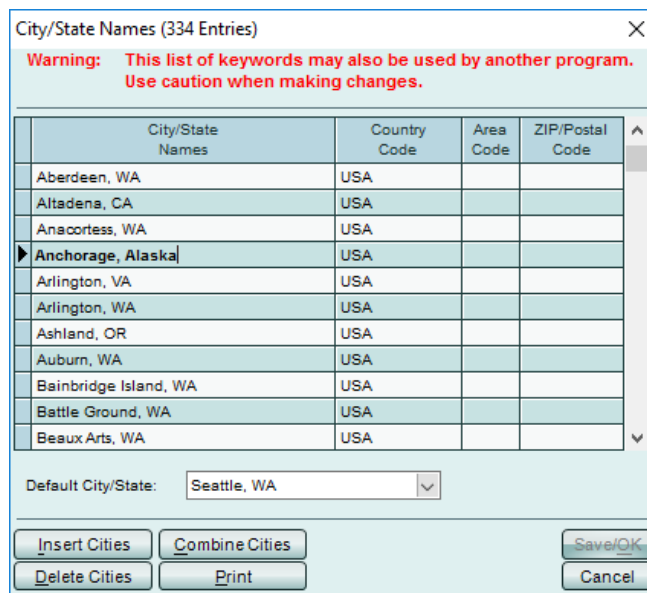 City/State Names (334 Entries)
Warning: This list of keywords may also be used by another program.
Use caution when making changes.
City/State Names Country Code Area Code ZIP/Postal Code
Aberdeen, WA USA
Altadena, CA USA
Anacortess, WA USA
Anchorage, Alaska USA
Arlington, VA USA
Arlington, WA USA
Ashland, OR USA
Auburn, WA USA
Bainbridge Island, WA USA
Battle Ground, WA USA
Beaux Arts, WA USA
Default City/State: Seattle, WA
Insert Cities Combine Cities Save/OK
Delete Cities Print Cancel